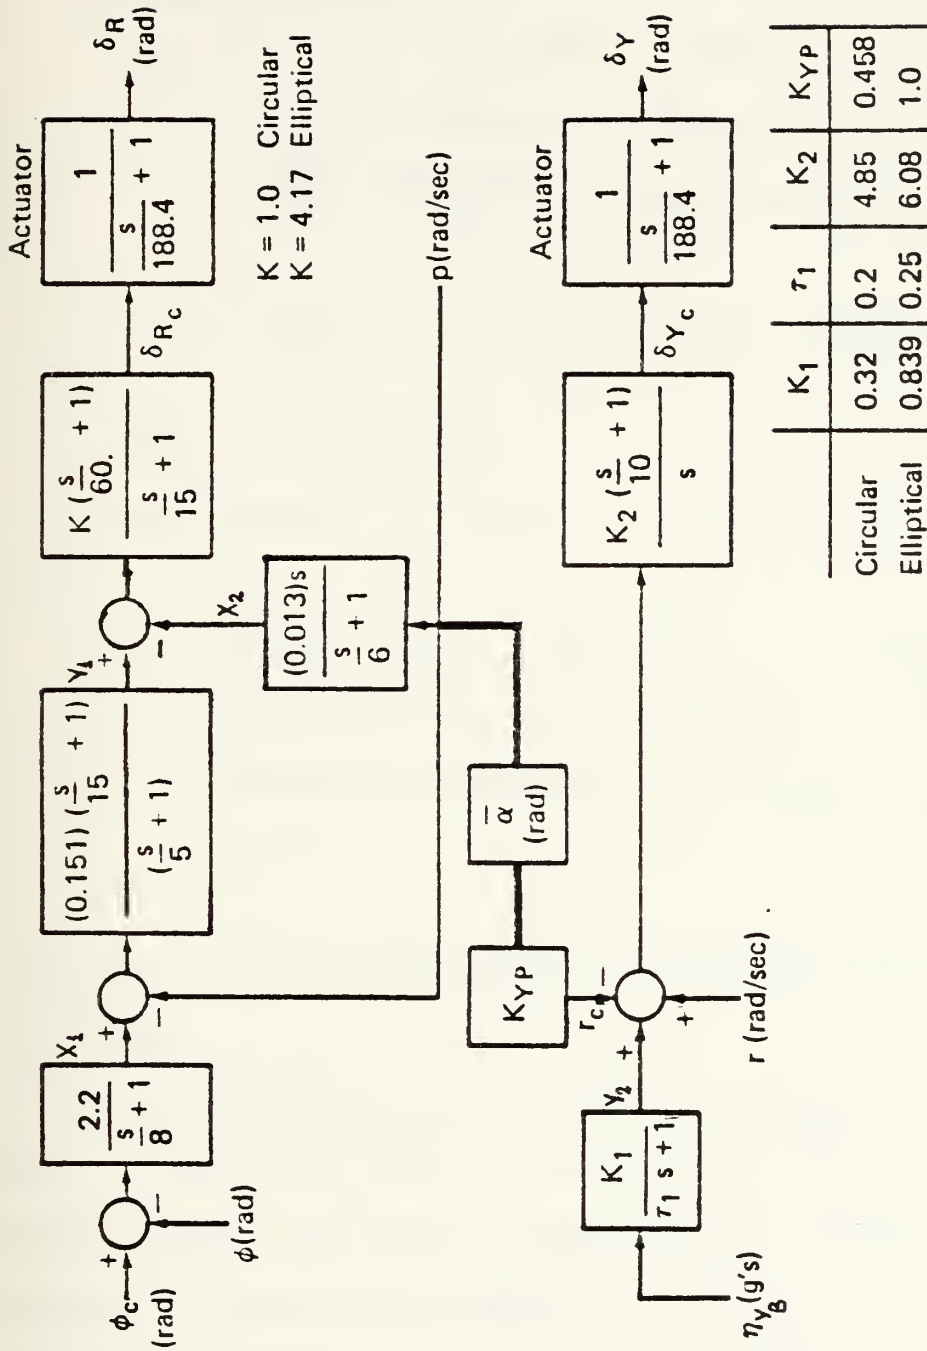 φc
(rad)
+
−
φ(rad)
2.2
s/8 + 1
X1
+
−
(0.151) (s/15 + 1)
(s/5 + 1)
Y1
+
−
K (s/60. + 1)
s/15 + 1
δRc
Actuator
1
s/188.4 + 1
δR
(rad)
K = 1.0 Circular
K = 4.17 Elliptical
X2
(0.013)s
s/6 + 1
p(rad/sec)
KYP
α̅
(rad)
ηYB (g's)
K1
τ1 s + 1
Y2
+
rc
−
+
r (rad/sec)
K2 (s/10 + 1)
s
δYc
Actuator
1
s/188.4 + 1
δY
(rad)
K1 τ1 K2 KYP
Circular 0.32 0.2 4.85 0.458
Elliptical 0.839 0.25 6.08 1.0